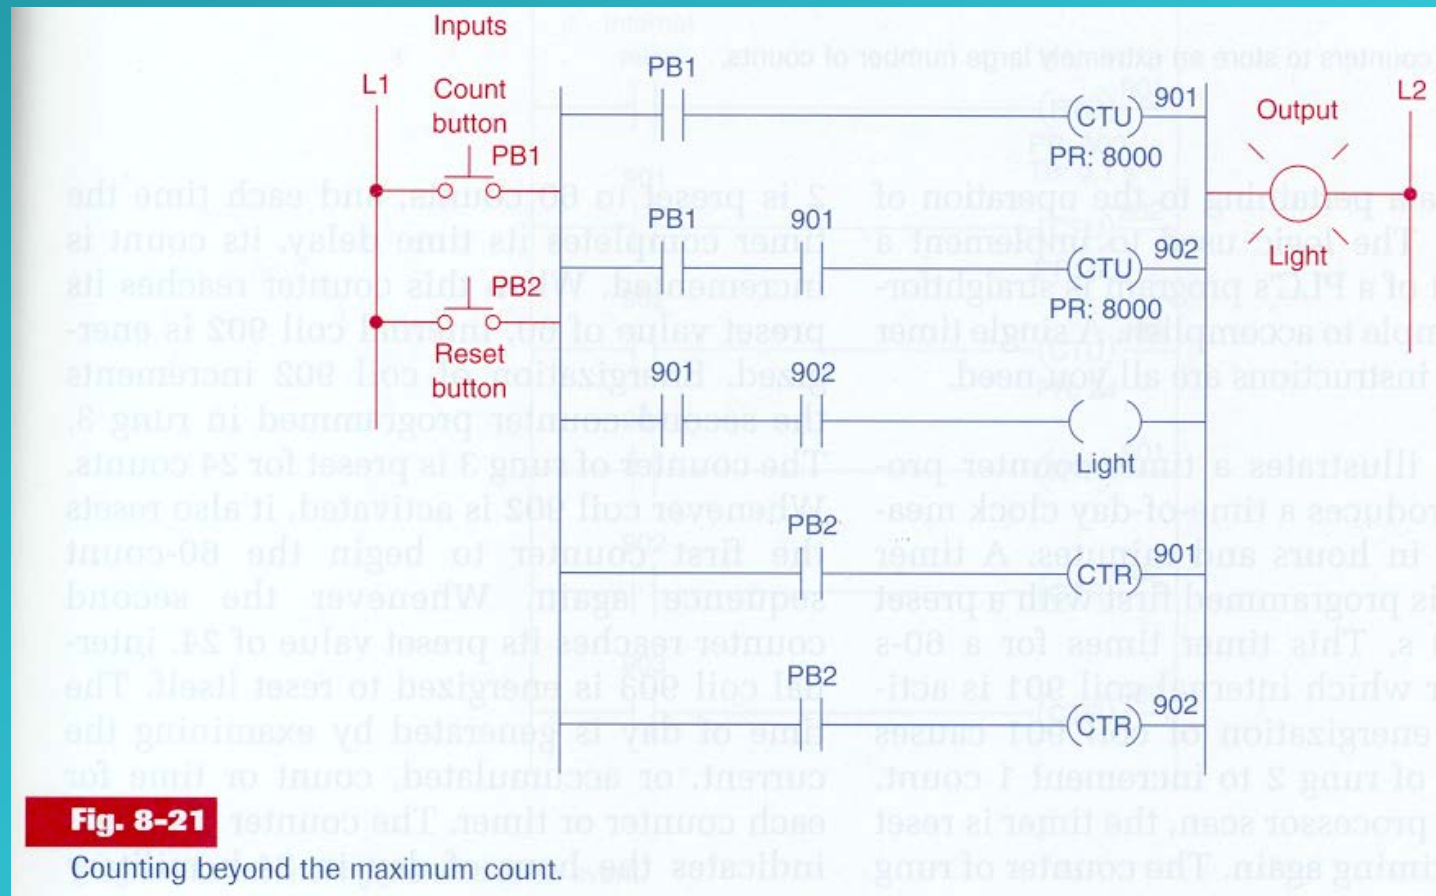 Inputs
L1
Count
button
PB1
PB2
Reset
button
PB1
CTU
901
PR: 8000
PB1
901
CTU
902
PR: 8000
901
902
Light
PB2
CTR
901
PB2
CTR
902
Output
L2
Light
Fig. 8-21
Counting beyond the maximum count.